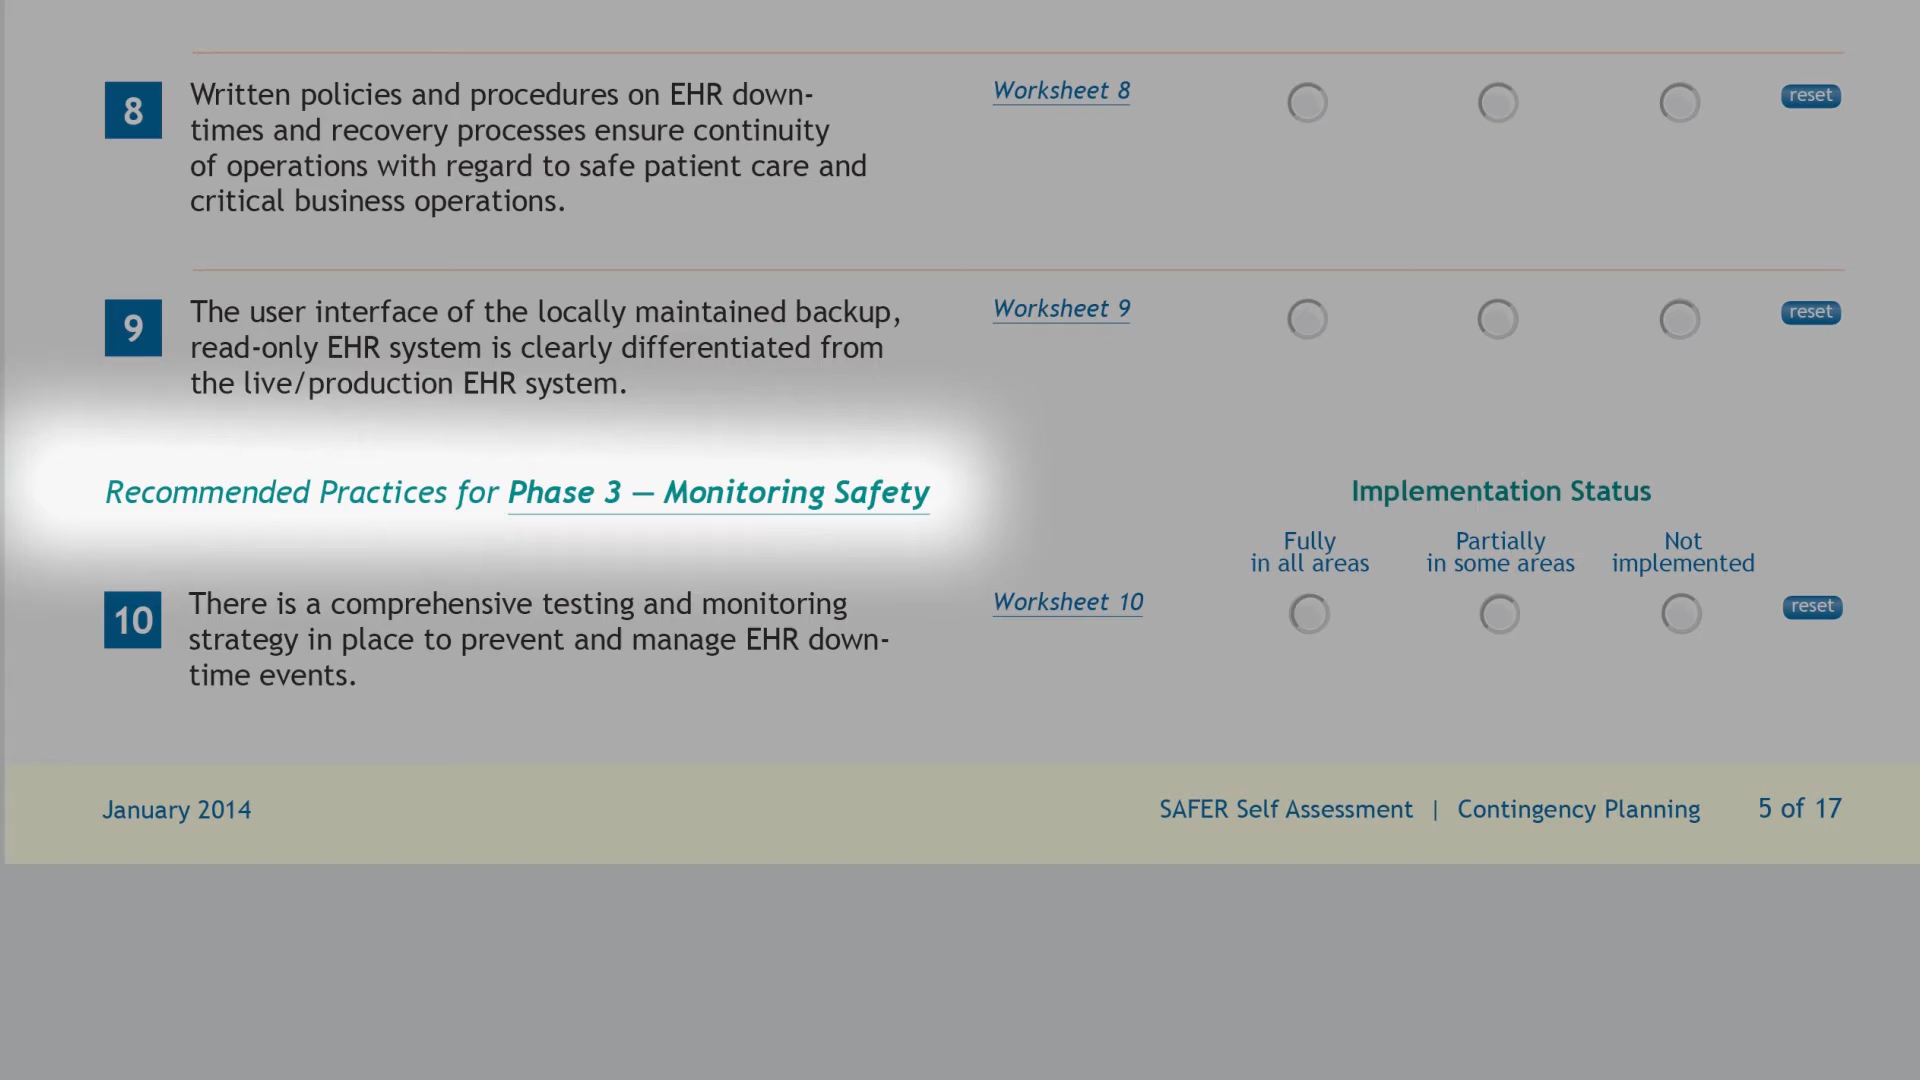 8
Written policies and procedures on EHR down-
times and recovery processes ensure continuity
of operations with regard to safe patient care and
critical business operations.
Worksheet 8
reset
9
The user interface of the locally maintained backup,
read-only EHR system is clearly differentiated from
the live/production EHR system.
Worksheet 9
reset
Recommended Practices for Phase 3 — Monitoring Safety
Implementation Status
Fully
in all areas
Partially
in some areas
Not
implemented
10
There is a comprehensive testing and monitoring
strategy in place to prevent and manage EHR down-
time events.
Worksheet 10
reset
January 2014
SAFER Self Assessment | Contingency Planning 5 of 17